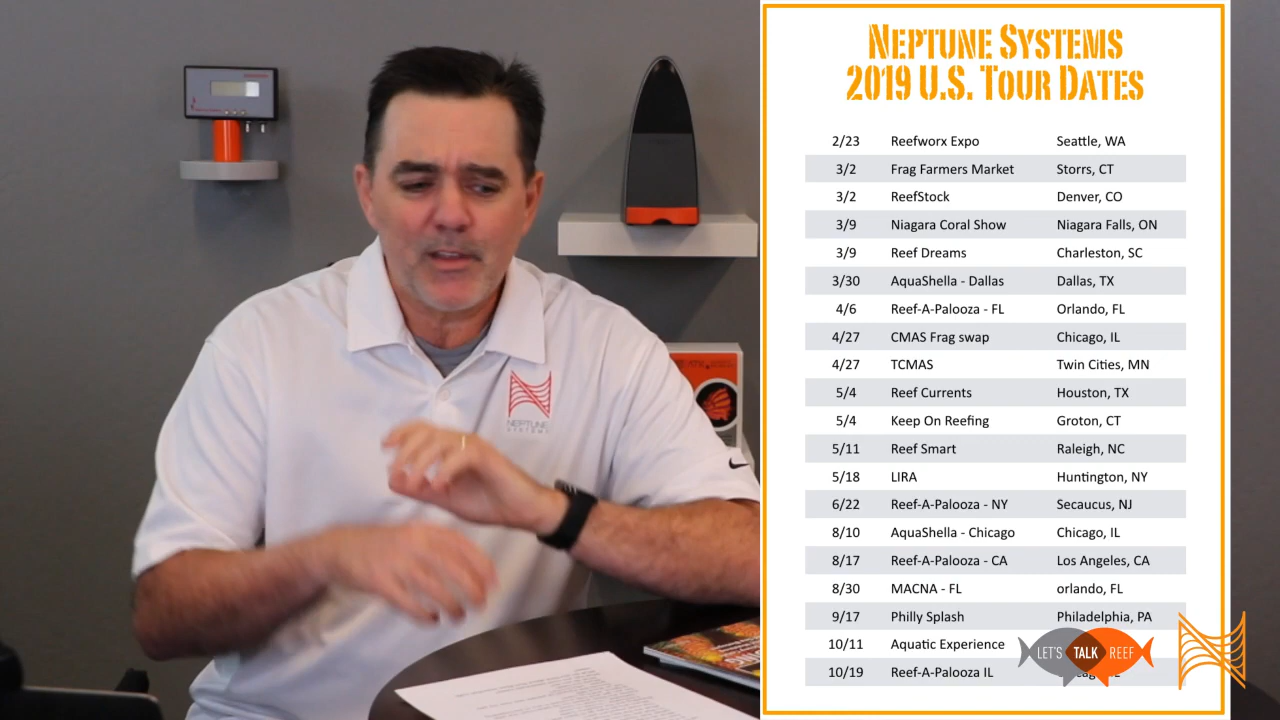 NEPTUNE SYSTEMS
2019 U.S. TOUR DATES
2/23 Reefworx Expo Seattle, WA
3/2 Frag Farmers Market Storrs, CT
3/2 ReefStock Denver, CO
3/9 Niagara Coral Show Niagara Falls, ON
3/9 Reef Dreams Charleston, SC
3/30 AquaShella - Dallas Dallas, TX
4/6 Reef-A-Palooza - FL Orlando, FL
4/27 CMAS Frag swap Chicago, IL
4/27 TCMAS Twin Cities, MN
5/4 Reef Currents Houston, TX
5/4 Keep On Reefing Groton, CT
5/11 Reef Smart Raleigh, NC
5/18 LIRA Huntington, NY
6/22 Reef-A-Palooza - NY Secaucus, NJ
8/10 AquaShella - Chicago Chicago, IL
8/17 Reef-A-Palooza - CA Los Angeles, CA
8/30 MACNA - FL orlando, FL
9/17 Philly Splash Philadelphia, PA
10/11 Aquatic Experience
10/19 Reef-A-Palooza IL
LET'S TALK REEF
NEPTUNE
SYSTEMS